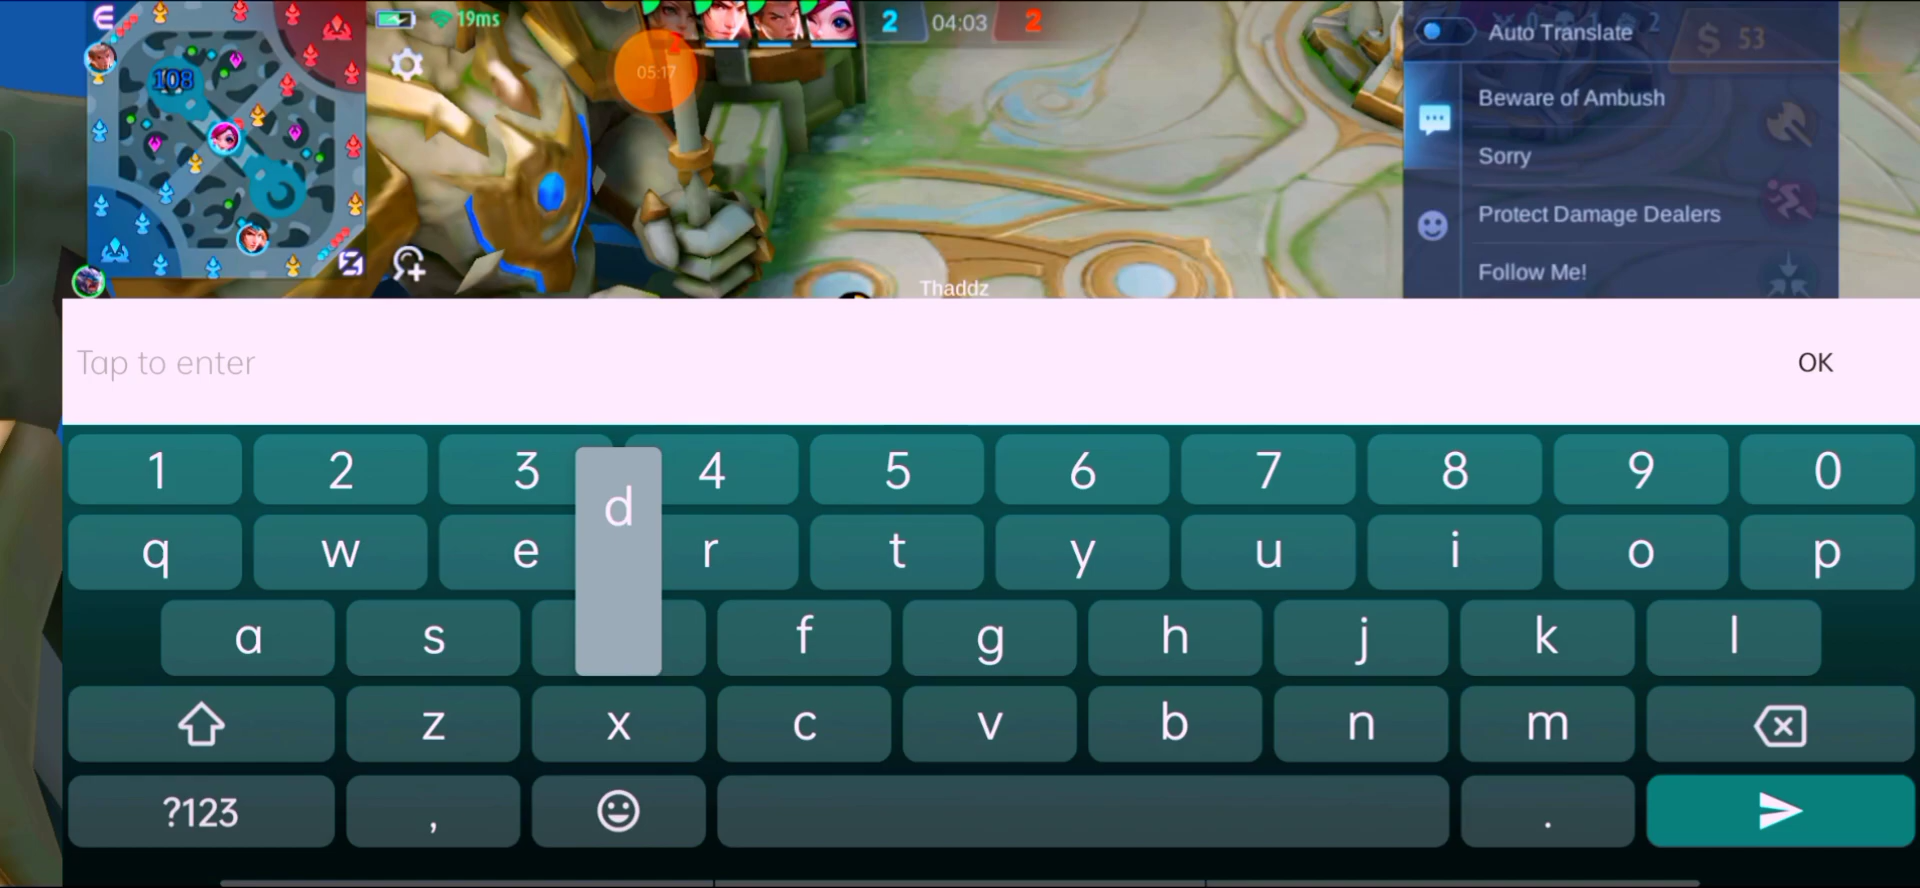 19ms
2 04:03 2
05:17
108
Auto Translate
2
$ 53
Beware of Ambush
Sorry
Protect Damage Dealers
Follow Me!
Thaddz
Tap to enter
OK
1 2 3 4 5 6 7 8 9 0
d
q w e r t y u i o p
a s f g h j k l
z x c v b n m
?123 , .